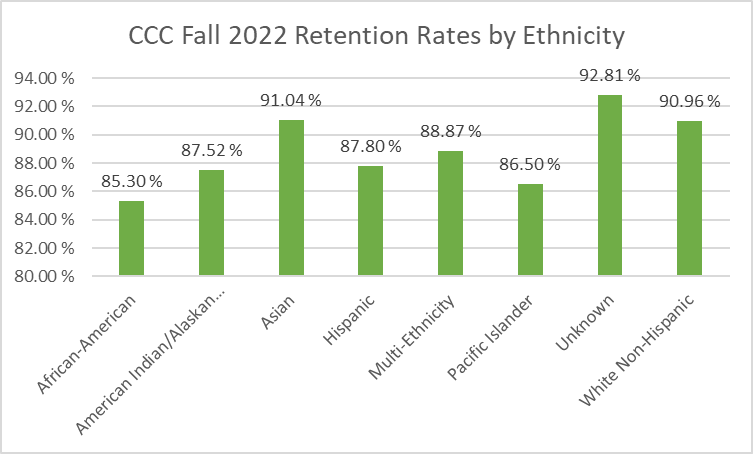 CCC Fall 2022 Retention Rates by Ethnicity
94.00 %
92.00 %
90.00 %
88.00 %
86.00 %
84.00 %
82.00 %
80.00 %
85.30 %
87.52 %
91.04 %
87.80 %
88.87 %
86.50 %
92.81 %
90.96 %
African-American
American Indian/Alaskan...
Asian
Hispanic
Multi-Ethnicity
Pacific Islander
Unknown
White Non-Hispanic